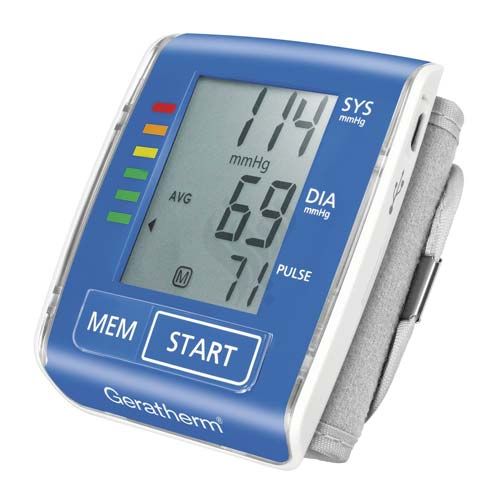 114
SYS
mmHg
mmHg
AVG
69
DIA
mmHg
M
71
PULSE
MEM
START
Geratherm®